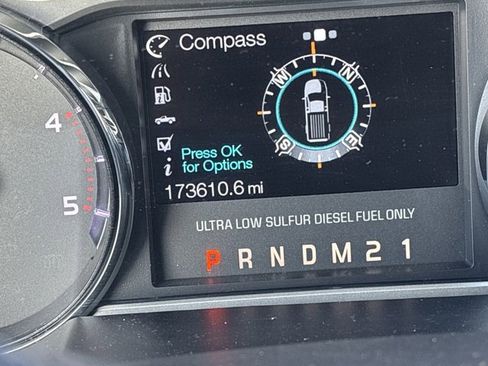 Compass
W N
S E
Press OK
for Options
i
173610.6 mi
4
5
ULTRA LOW SULFUR DIESEL FUEL ONLY
P R N D M 2 1